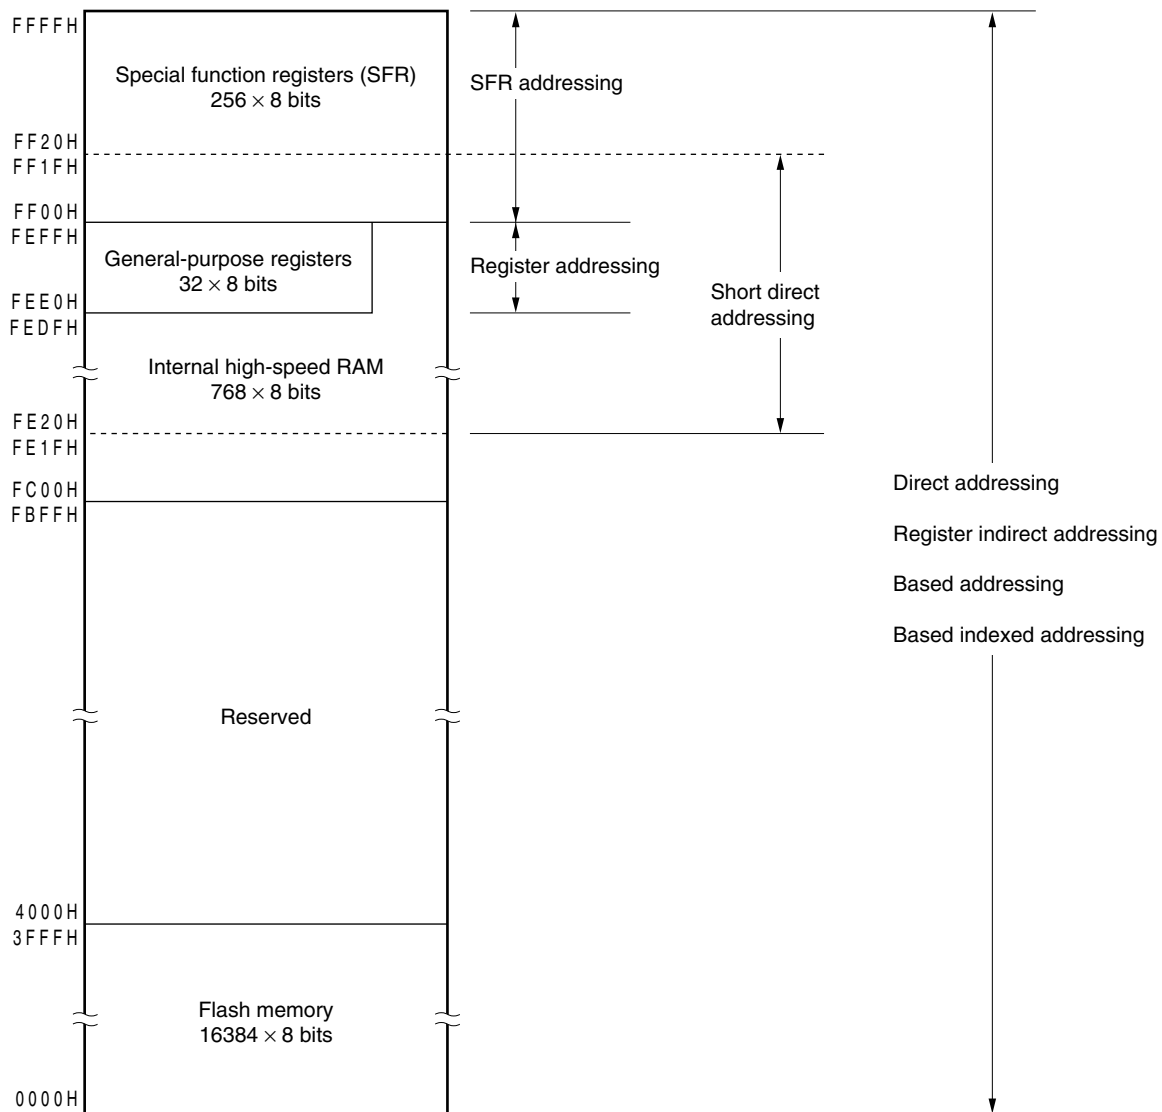 FFFFH
Special function registers (SFR)
256 × 8 bits
SFR addressing
FF20H
FF1FH
FF00H
FEFFH
General-purpose registers
32 × 8 bits
Register addressing
Short direct
addressing
FEE0H
FEDFH
Internal high-speed RAM
768 × 8 bits
FE20H
FE1FH
FC00H
FBFFH
Direct addressing
Register indirect addressing
Based addressing
Based indexed addressing
Reserved
4000H
3FFFH
Flash memory
16384 × 8 bits
0000H